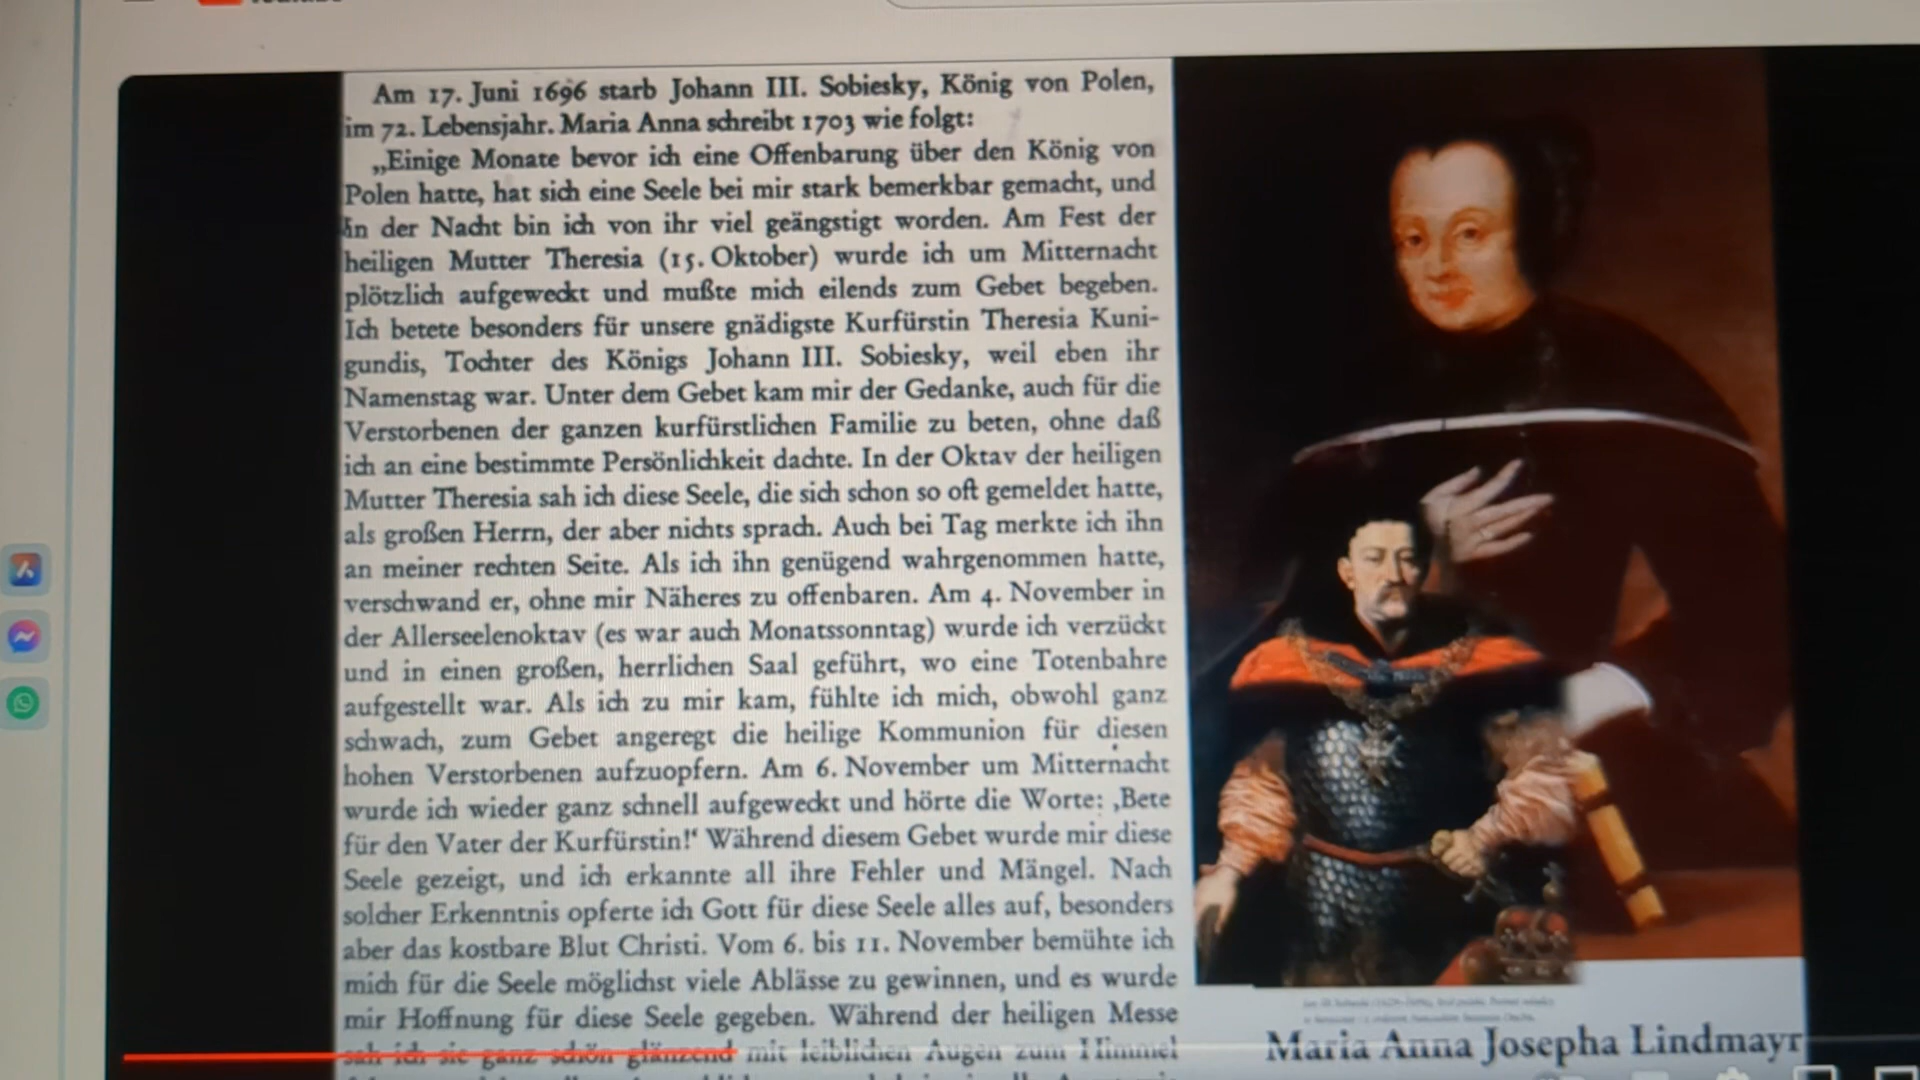 Am 17. Juni 1696 starb Johann III. Sobiesky, König von Polen,
im 72. Lebensjahr. Maria Anna schreibt 1703 wie folgt:
„Einige Monate bevor ich eine Offenbarung über den König von
Polen hatte, hat sich eine Seele bei mir stark bemerkbar gemacht, und
in der Nacht bin ich von ihr viel geängstigt worden. Am Fest der
heiligen Mutter Theresia (15. Oktober) wurde ich um Mitternacht
plötzlich aufgeweckt und mußte mich eilends zum Gebet begeben.
Ich betete besonders für unsere gnädigste Kurfürstin Theresia Kuni-
gundis, Tochter des Königs Johann III. Sobiesky, weil eben ihr
Namenstag war. Unter dem Gebet kam mir der Gedanke, auch für die
Verstorbenen der ganzen kurfürstlichen Familie zu beten, ohne daß
ich an eine bestimmte Persönlichkeit dachte. In der Oktav der heiligen
Mutter Theresia sah ich diese Seele, die sich schon so oft gemeldet hatte,
als großen Herrn, der aber nichts sprach. Auch bei Tag merkte ich ihn
an meiner rechten Seite. Als ich ihn genügend wahrgenommen hatte,
verschwand er, ohne mir Näheres zu offenbaren. Am 4. November in
der Allerseelenoktav (es war auch Monatssonntag) wurde ich verzückt
und in einen großen, herrlichen Saal geführt, wo eine Totenbahre
aufgestellt war. Als ich zu mir kam, fühlte ich mich, obwohl ganz
schwach, zum Gebet angeregt die heilige Kommunion für diesen
hohen Verstorbenen aufzuopfern. Am 6. November um Mitternacht
wurde ich wieder ganz schnell aufgeweckt und hörte die Worte: ‚Bete
für den Vater der Kurfürstin!‘ Während diesem Gebet wurde mir diese
Seele gezeigt, und ich erkannte all ihre Fehler und Mängel. Nach
solcher Erkenntnis opferte ich Gott für diese Seele alles auf, besonders
aber das kostbare Blut Christi. Vom 6. bis 11. November bemühte ich
mich für die Seele möglichst viele Ablässe zu gewinnen, und es wurde
mir Hoffnung für diese Seele gegeben. Während der heiligen Messe
sah ich sie ganz schön glänzend mit leiblichen Augen zum Himmel
Maria Anna Josepha Lindmayr